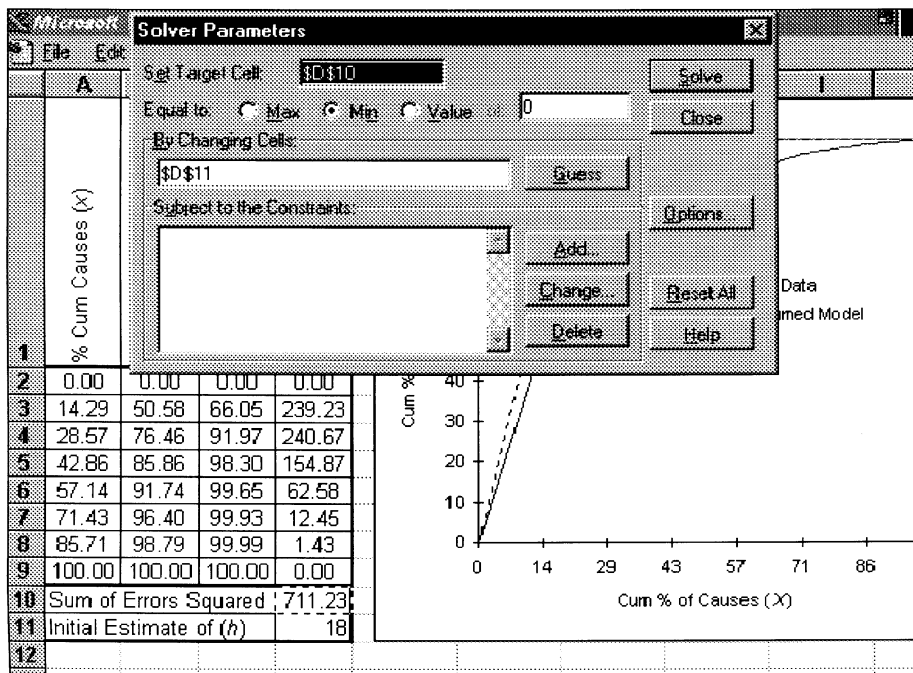 Microsoft
Solver Parameters
File Edit
Set Target Cell: $D$10
Solve
Equal to: Max Min Value of: 0
Close
By Changing Cells:
$D$11
Guess
Subject to the Constraints:
Options...
Add...
Change...
Reset All
Delete
Help
A
I
% Cum Causes (x)
Data
Model
Cum %
1
2 0.00 0.00 0.00 0.00
3 14.29 50.58 66.05 239.23
4 28.57 76.46 91.97 240.67
5 42.86 85.86 98.30 154.87
6 57.14 91.74 99.65 62.58
7 71.43 96.40 99.93 12.45
8 85.71 98.79 99.99 1.43
9 100.00 100.00 100.00 0.00
10 Sum of Errors Squared 711.23
11 Initial Estimate of (h) 18
12
40
30
20
10
0
0 14 29 43 57 71 86
Cum % of Causes (X)